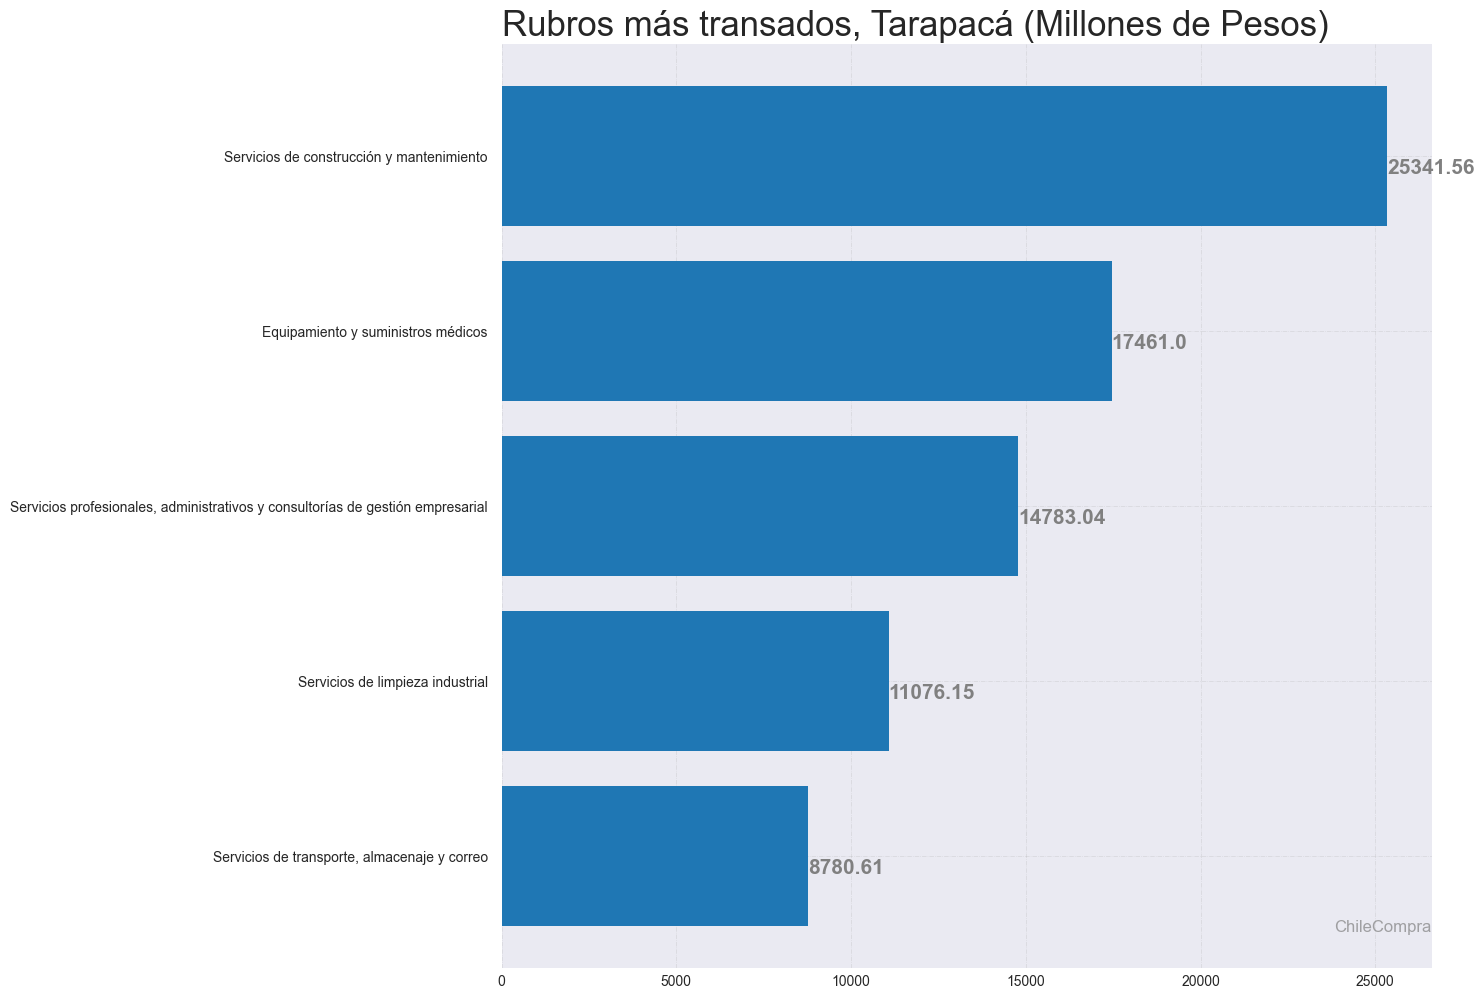 Rubros más transados, Tarapacá (Millones de Pesos)
Servicios de construcción y mantenimiento
25341.56
Equipamiento y suministros médicos
17461.0
Servicios profesionales, administrativos y consultorías de gestión empresarial
14783.04
Servicios de limpieza industrial
11076.15
Servicios de transporte, almacenaje y correo
8780.61
ChileCompra
0 5000 10000 15000 20000 25000